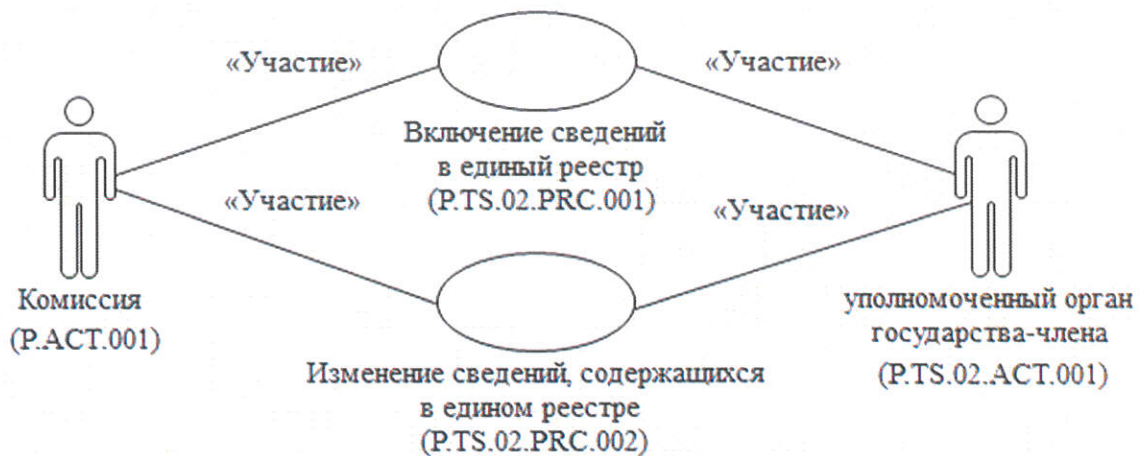 «Участие»
«Участие»
Включение сведений
в единый реестр
(P.TS.02.PRC.001)
«Участие»
«Участие»
Комиссия
(P.ACT.001)
уполномоченный орган
государства-члена
(P.TS.02.ACT.001)
Изменение сведений, содержащихся
в едином реестре
(P.TS.02.PRC.002)